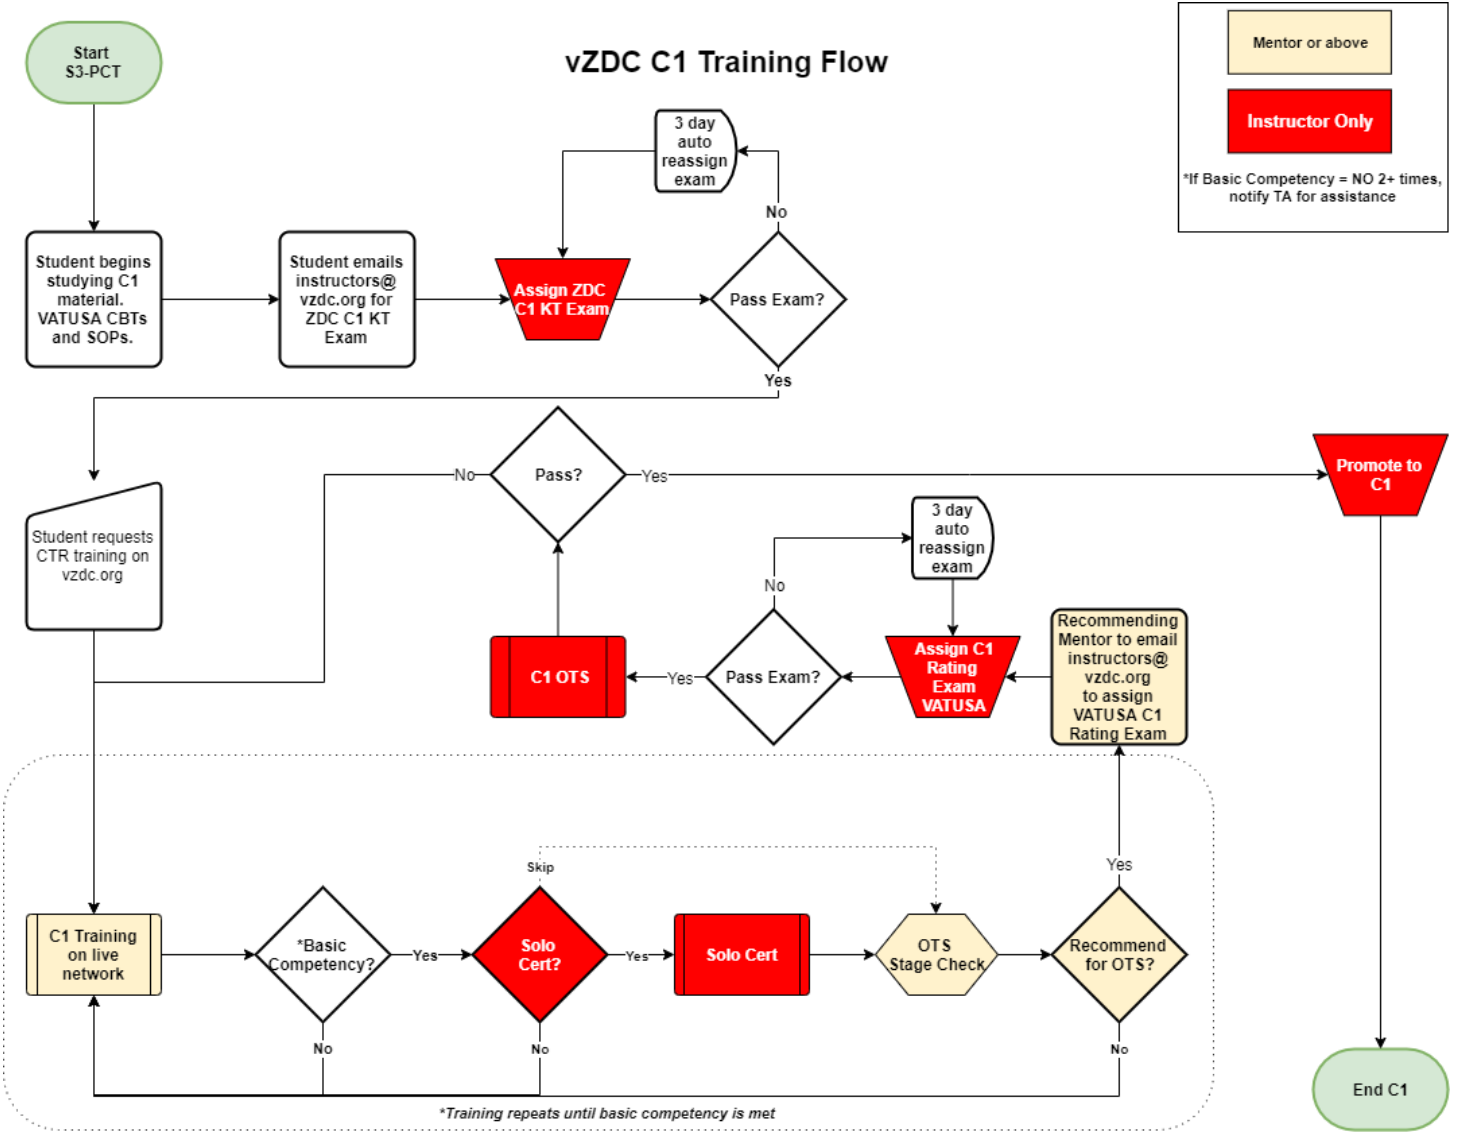 Start
S3-PCT
vZDC C1 Training Flow
Mentor or above
Instructor Only
*If Basic Competency = NO 2+ times,
notify TA for assistance
3 day
auto
reassign
exam
No
Student begins
studying C1
material.
VATUSA CBTs
and SOPs.
Student emails
instructors@
vzdc.org for
ZDC C1 KT
Exam
Assign ZDC
C1 KT Exam
Pass Exam?
Yes
No
Pass?
Yes
Promote to
C1
Student requests
CTR training on
vzdc.org
3 day
auto
reassign
exam
No
C1 OTS
Yes
Pass Exam?
Assign C1
Rating
Exam
VATUSA
Recommending
Mentor to email
instructors@
vzdc.org
to assign
VATUSA C1
Rating Exam
Skip
Yes
C1 Training
on live
network
*Basic
Competency?
Yes
Solo
Cert?
Yes
Solo Cert
OTS
Stage Check
Recommend
for OTS?
No
No
No
*Training repeats until basic competency is met
End C1